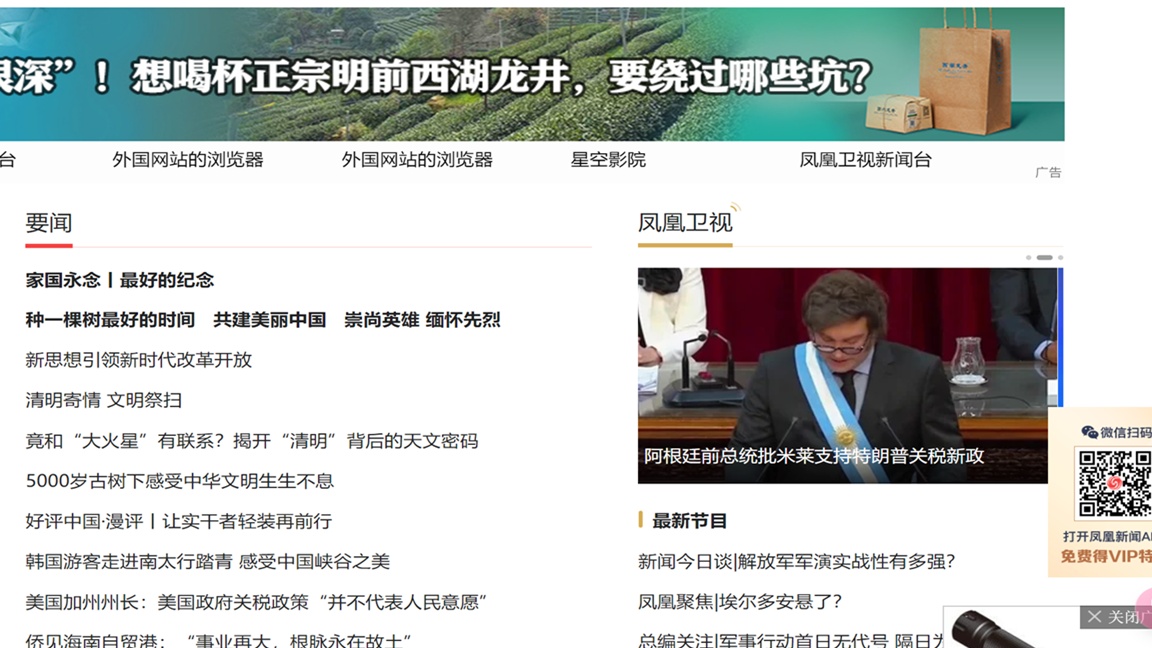 深”！想喝杯正宗明前西湖龙井，要绕过哪些坑？
台
外国网站的浏览器
外国网站的浏览器
星空影院
凤凰卫视新闻台
广告
要闻
家国永念丨最好的纪念
种一棵树最好的时间 共建美丽中国 崇尚英雄 缅怀先烈
新思想引领新时代改革开放
清明寄情 文明祭扫
竟和“大火星”有联系？揭开“清明”背后的天文密码
5000岁古树下感受中华文明生生不息
好评中国·漫评丨让实干者轻装再前行
韩国游客走进南太行踏青 感受中国峡谷之美
美国加州州长：美国政府关税政策“并不代表人民意愿”
侨见海南自贸港：“事业再大，根脉永在故土”
凤凰卫视
阿根廷前总统批米莱支持特朗普关税新政
最新节目
新闻今日谈|解放军军演实战性有多强?
凤凰聚焦|埃尔多安悬了?
总编关注|军事行动首日无代号 隔日为
微信扫码
打开凤凰新闻A
免费得VIP特
关闭广